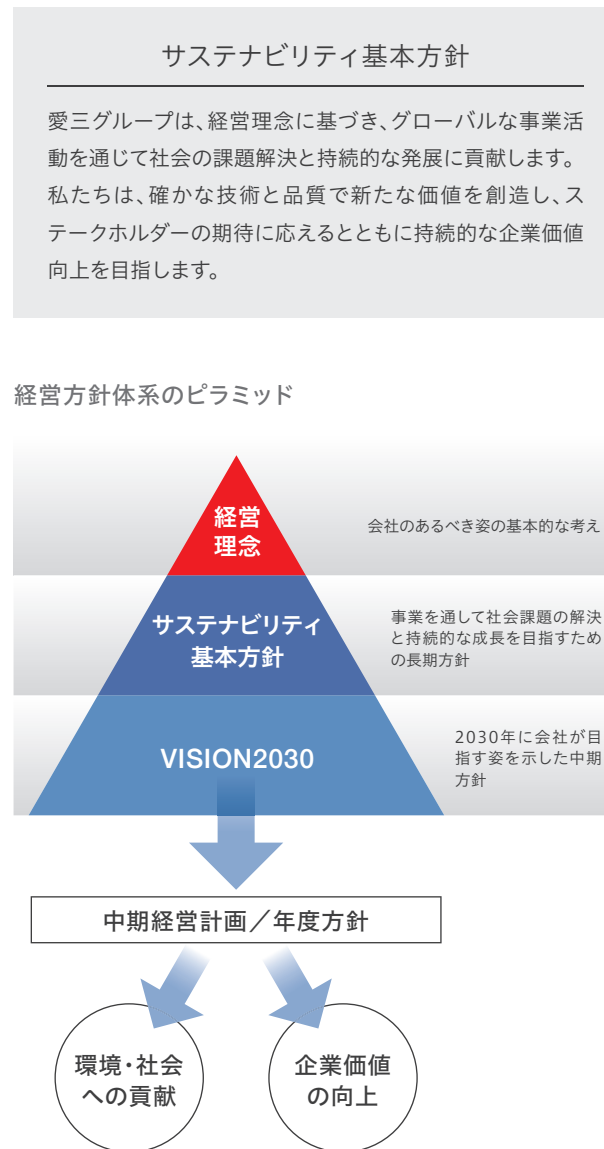 サステナビリティ基本方針
愛三グループは、経営理念に基づき、グローバルな事業活
動を通じて社会の課題解決と持続的な発展に貢献します。
私たちは、確かな技術と品質で新たな価値を創造し、ス
テークホルダーの期待に応えるとともに持続的な企業価値
向上を目指します。
経営方針体系のピラミッド
経営
理念
会社のあるべき姿の基本的な考え
サステナビリティ
基本方針
事業を通して社会課題の解決
と持続的な成長を目指すため
の長期方針
VISION2030
2030年に会社が目
指す姿を示した中期
方針
中期経営計画／年度方針
環境・社会
への貢献
企業価値
の向上